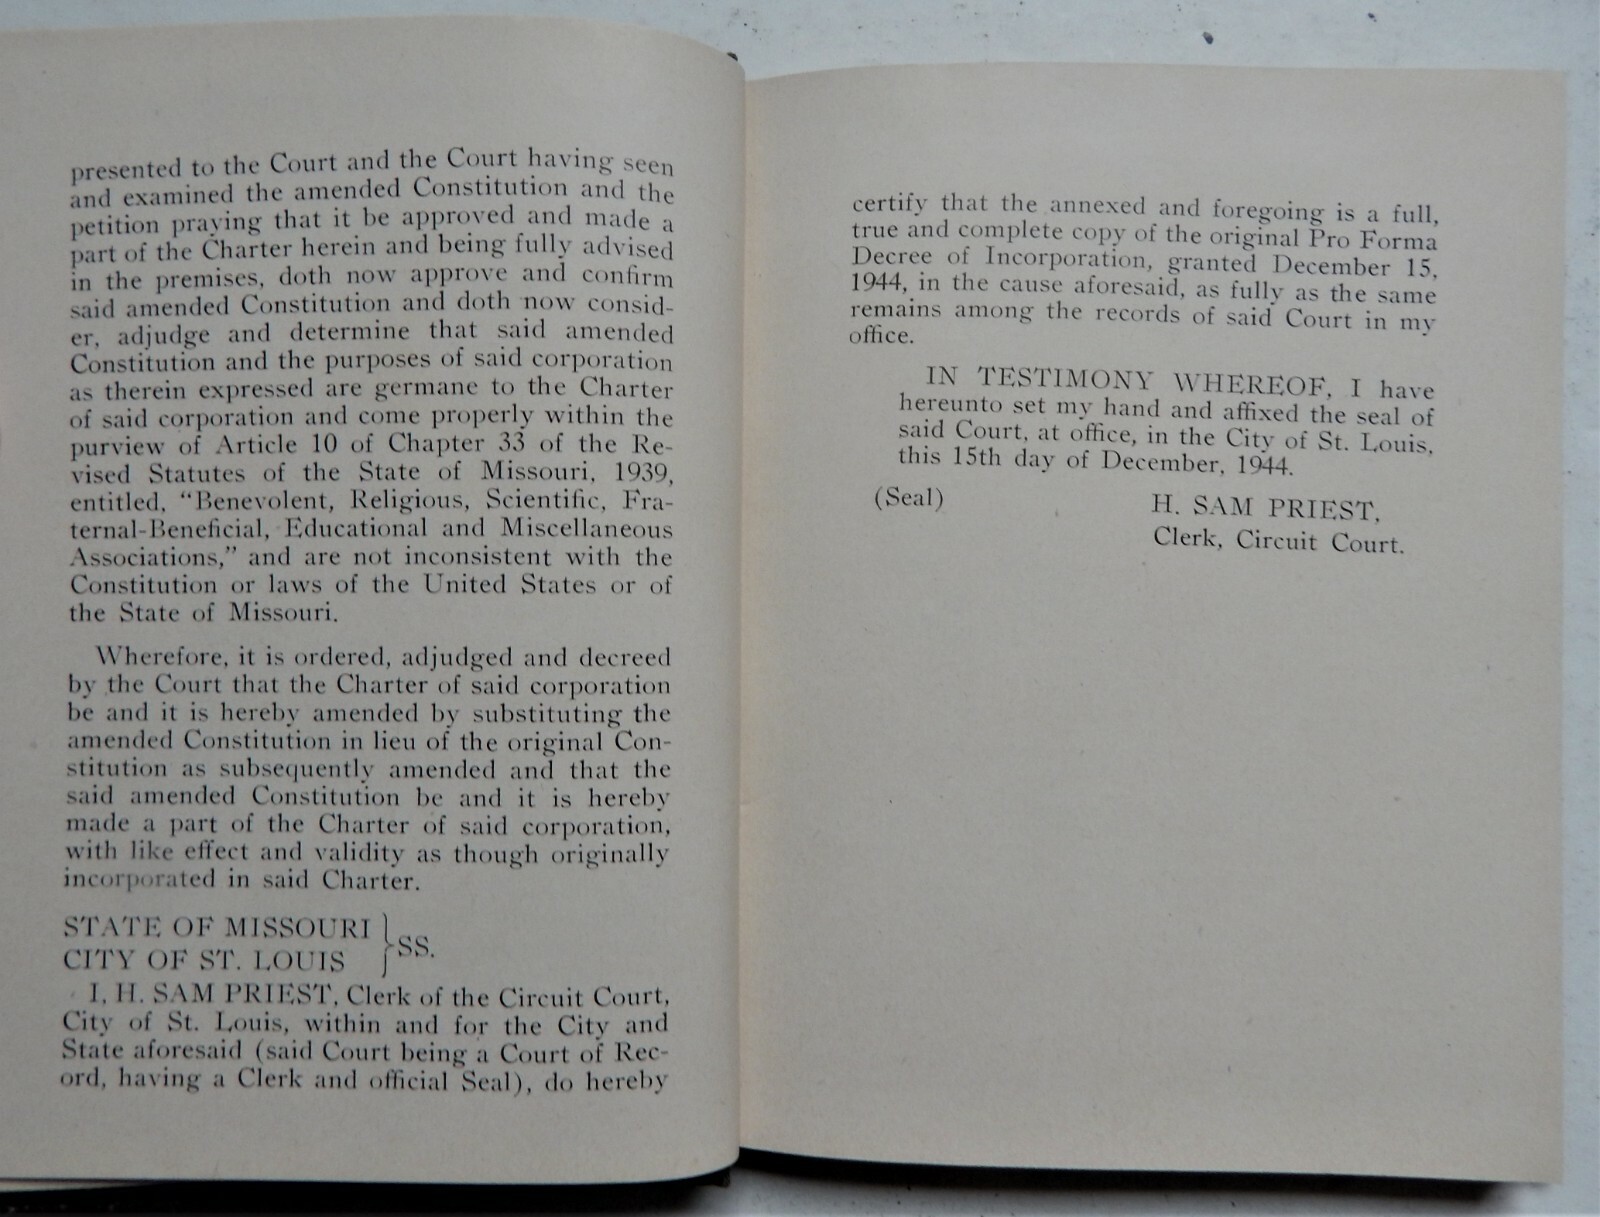 presented to the Court and the Court having seen
and examined the amended Constitution and the
petition praying that it be approved and made a
part of the Charter herein and being fully advised
in the premises, doth now approve and confirm
said amended Constitution and doth now consid-
er, adjudge and determine that said amended
Constitution and the purposes of said corporation
as therein expressed are germane to the Charter
of said corporation and come properly within the
purview of Article 10 of Chapter 33 of the Re-
vised Statutes of the State of Missouri, 1939,
entitled, “Benevolent, Religious, Scientific, Fra-
ternal-Beneficial, Educational and Miscellaneous
Associations,” and are not inconsistent with the
Constitution or laws of the United States or of
the State of Missouri.
Wherefore, it is ordered, adjudged and decreed
by the Court that the Charter of said corporation
be and it is hereby amended by substituting the
amended Constitution in lieu of the original Con-
stitution as subsequently amended and that the
said amended Constitution be and it is hereby
made a part of the Charter of said corporation,
with like effect and validity as though originally
incorporated in said Charter.
STATE OF MISSOURI
CITY OF ST. LOUIS } SS.
I, H. SAM PRIEST, Clerk of the Circuit Court,
City of St. Louis, within and for the City and
State aforesaid (said Court being a Court of Rec-
ord, having a Clerk and official Seal), do hereby
certify that the annexed and foregoing is a full,
true and complete copy of the original Pro Forma
Decree of Incorporation, granted December 15,
1944, in the cause aforesaid, as fully as the same
remains among the records of said Court in my
office.
IN TESTIMONY WHEREOF, I have
hereunto set my hand and affixed the seal of
said Court, at office, in the City of St. Louis,
this 15th day of December, 1944.
(Seal) H. SAM PRIEST,
Clerk, Circuit Court.